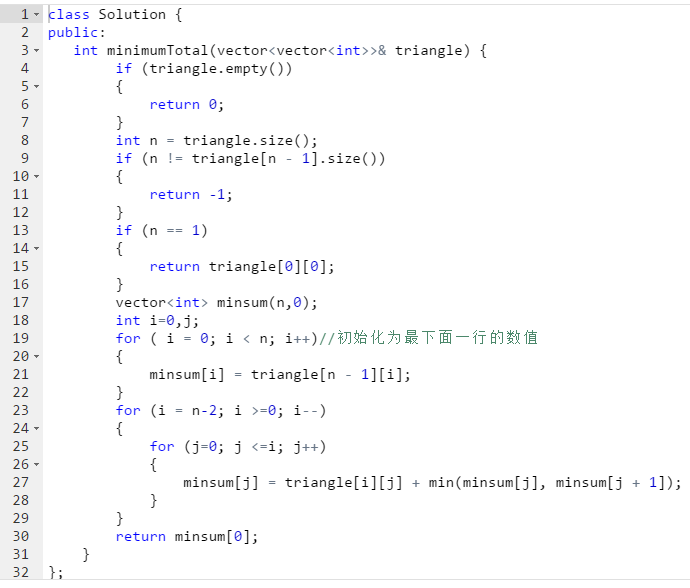 1 class Solution {
2 public:
3    int minimumTotal(vector<vector<int>>& triangle) {
4         if (triangle.empty())
5         {
6             return 0;
7         }
8         int n = triangle.size();
9         if (n != triangle[n - 1].size())
10         {
11             return -1;
12         }
13         if (n == 1)
14         {
15             return triangle[0][0];
16         }
17         vector<int> minsum(n,0);
18         int i=0,j;
19         for ( i = 0; i < n; i++)//初始化为最下面一行的数值
20         {
21             minsum[i] = triangle[n - 1][i];
22         }
23         for (i = n-2; i >=0; i--)
24         {
25             for (j=0; j <=i; j++)
26             {
27                 minsum[j] = triangle[i][j] + min(minsum[j], minsum[j + 1]);
28             }
29         }
30         return minsum[0];
31     }
32 };